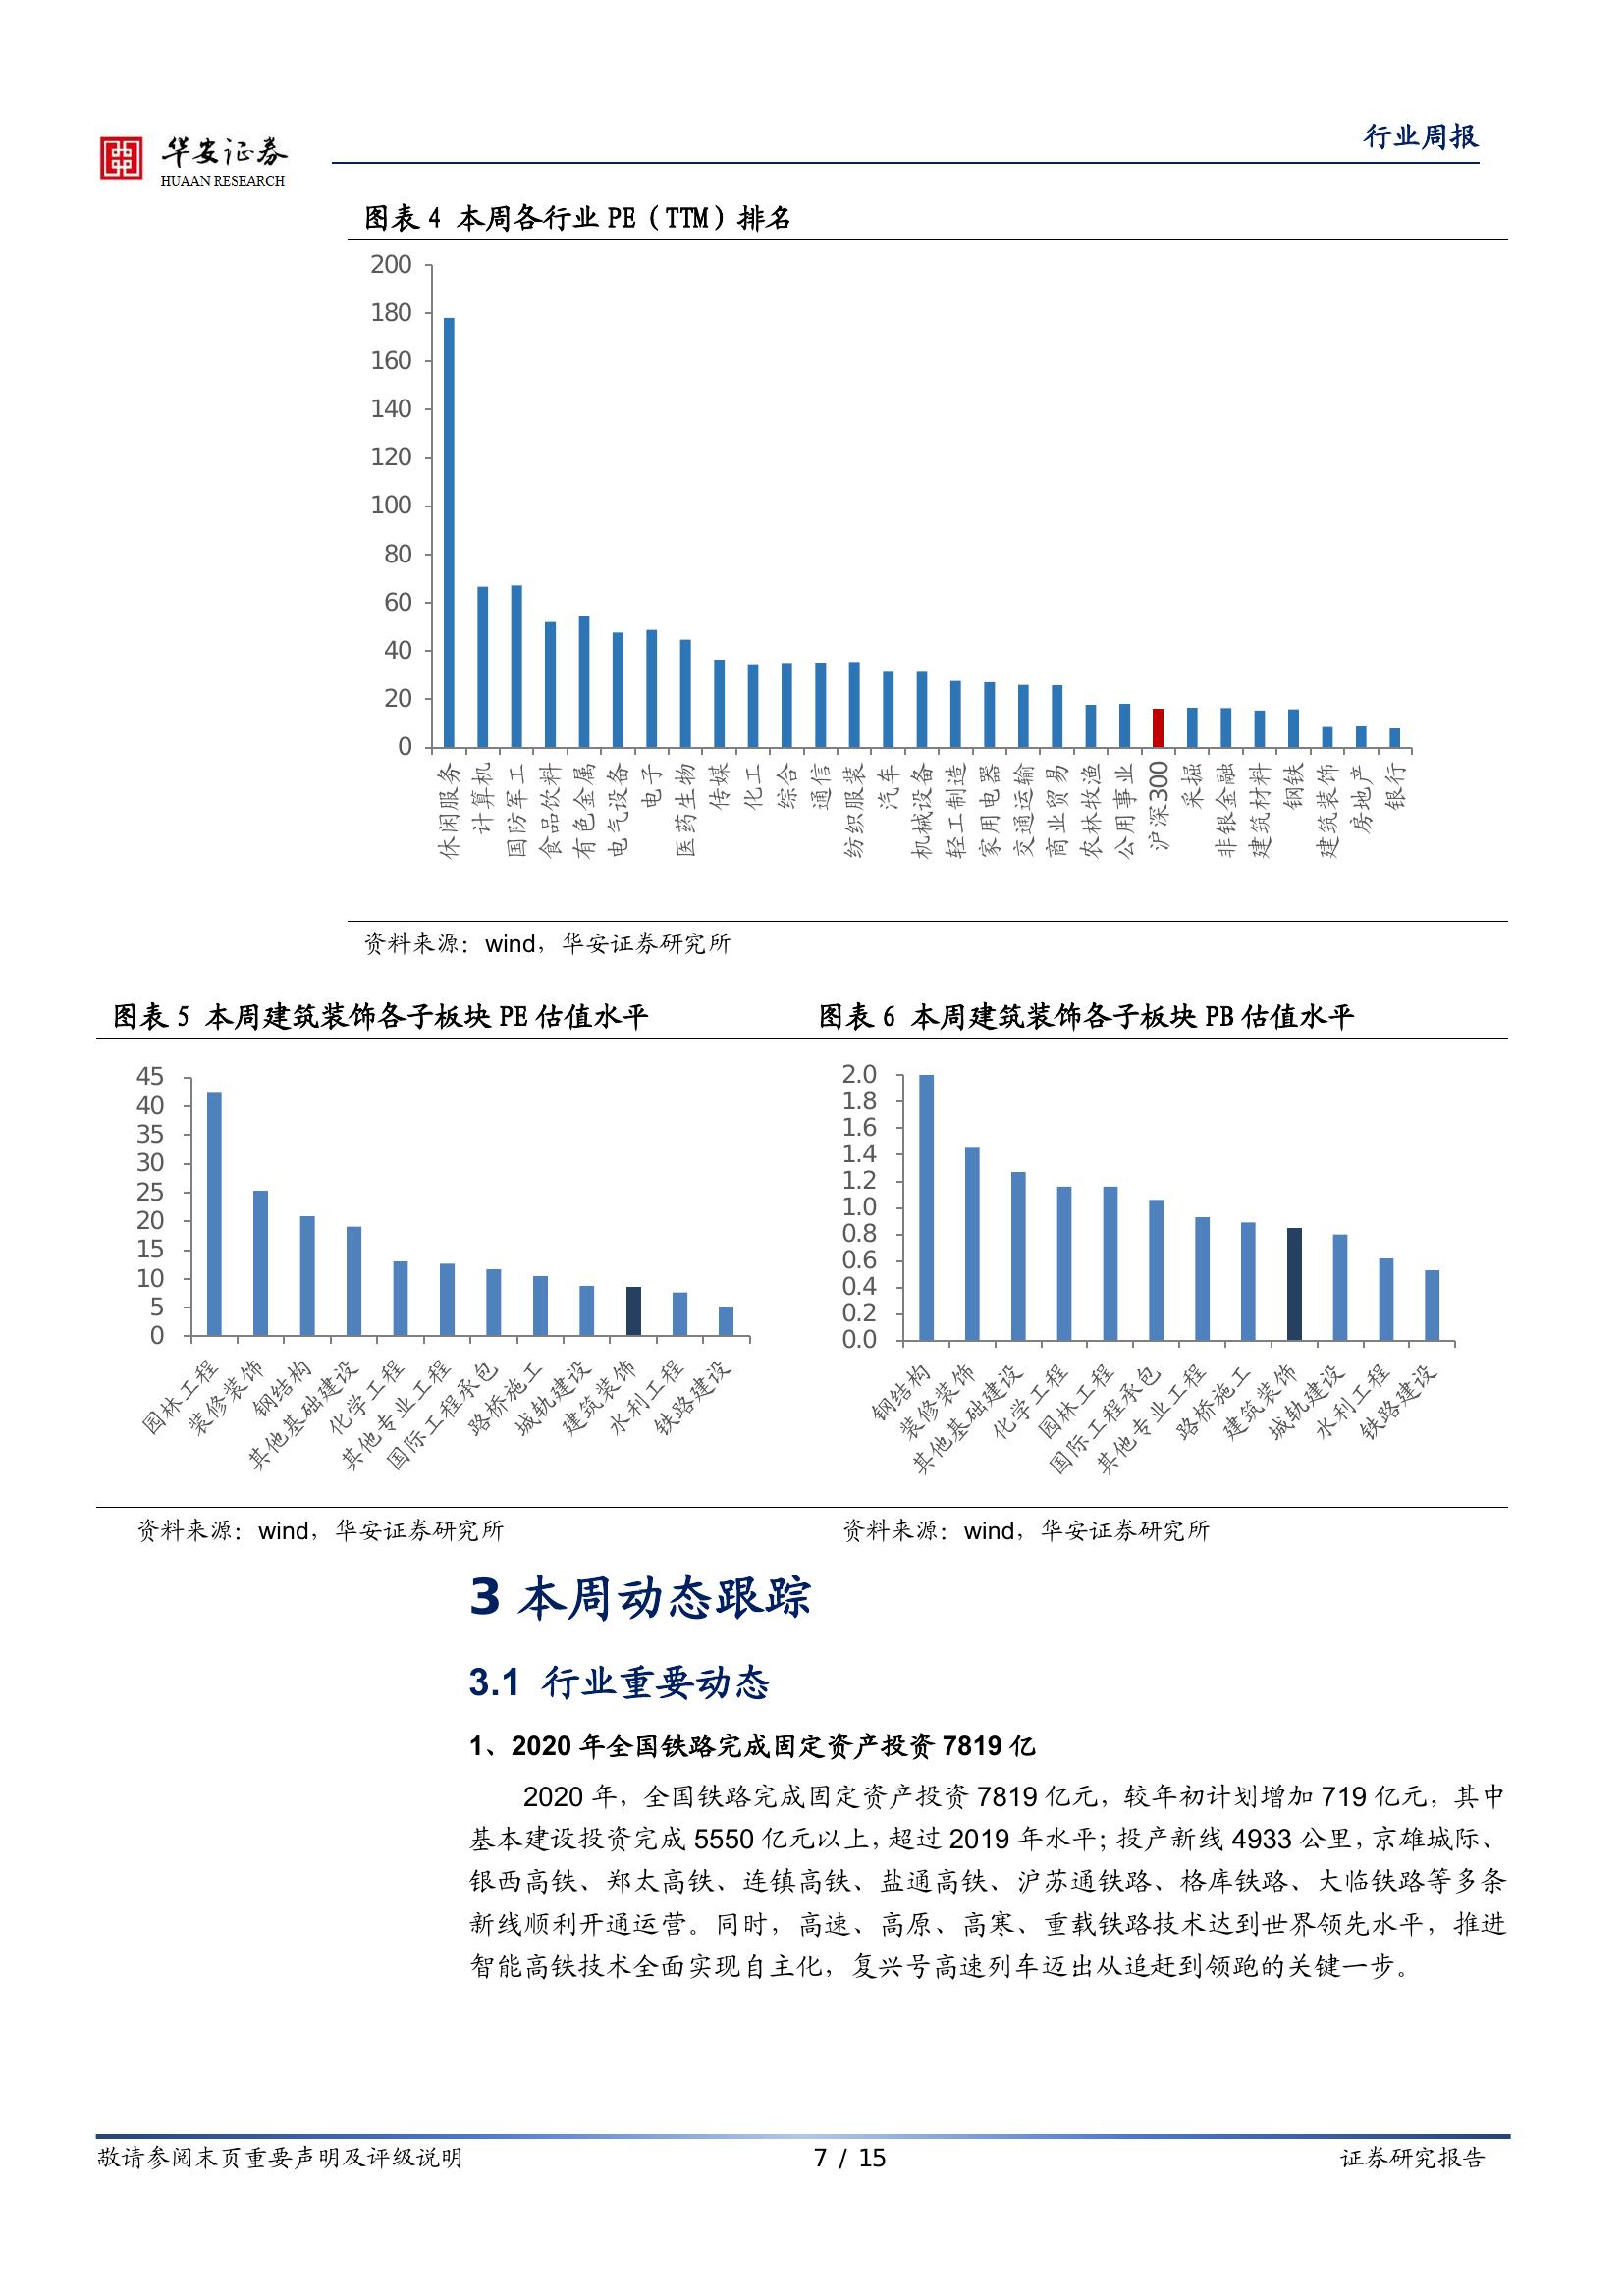 华安证券
HUAAN RESEARCH
行业周报
图表 4 本周各行业 PE（TTM）排名
200
180
160
140
120
100
80
60
40
20
0
休闲服务
计算机
国防军工
食品饮料
有色金属
电气设备
电子
医药生物
传媒
化工
综合
通信
纺织服装
汽车
机械设备
轻工制造
家用电器
交通运输
商业贸易
农林牧渔
公用事业
沪深300
采掘
非银金融
建筑材料
钢铁
建筑装饰
房地产
银行
资料来源：wind，华安证券研究所
图表 5 本周建筑装饰各子板块 PE 估值水平
45
40
35
30
25
20
15
10
5
0
园林工程
装修装饰
钢结构
其他基础建设
化学工程
其他专业工程
国际工程承包
路桥施工
城轨建设
建筑装饰
水利工程
铁路建设
资料来源：wind，华安证券研究所
图表 6 本周建筑装饰各子板块 PB 估值水平
2.0
1.8
1.6
1.4
1.2
1.0
0.8
0.6
0.4
0.2
0.0
钢结构
装修装饰
其他基础建设
化学工程
园林工程
国际工程承包
其他专业工程
路桥施工
建筑装饰
城轨建设
水利工程
铁路建设
资料来源：wind，华安证券研究所
3 本周动态跟踪
3.1 行业重要动态
1、2020 年全国铁路完成固定资产投资 7819 亿
2020 年，全国铁路完成固定资产投资 7819 亿元，较年初计划增加 719 亿元，其中
基本建设投资完成 5550 亿元以上，超过 2019 年水平；投产新线 4933 公里，京雄城际、
银西高铁、郑太高铁、连镇高铁、盐通高铁、沪苏通铁路、格库铁路、大临铁路等多条
新线顺利开通运营。同时，高速、高原、高寒、重载铁路技术达到世界领先水平，推进
智能高铁技术全面实现自主化，复兴号高速列车迈出从追赶到领跑的关键一步。
敬请参阅末页重要声明及评级说明
7 / 15
证券研究报告